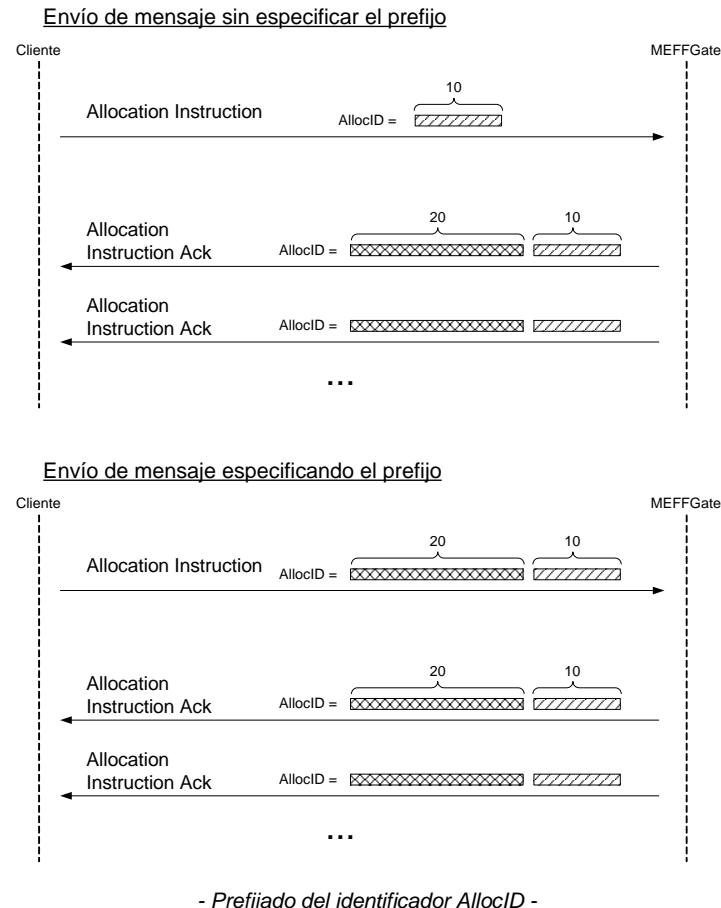 Envío de mensaje sin especificar el prefijo
Cliente
MEFFGate
10
Allocation Instruction
AllocID =
20
10
Allocation
Instruction Ack
AllocID =
Allocation
Instruction Ack
AllocID =
...
Envío de mensaje especificando el prefijo
Cliente
MEFFGate
20
10
Allocation Instruction
AllocID =
20
10
Allocation
Instruction Ack
AllocID =
Allocation
Instruction Ack
AllocID =
...
- Prefijado del identificador AllocID -